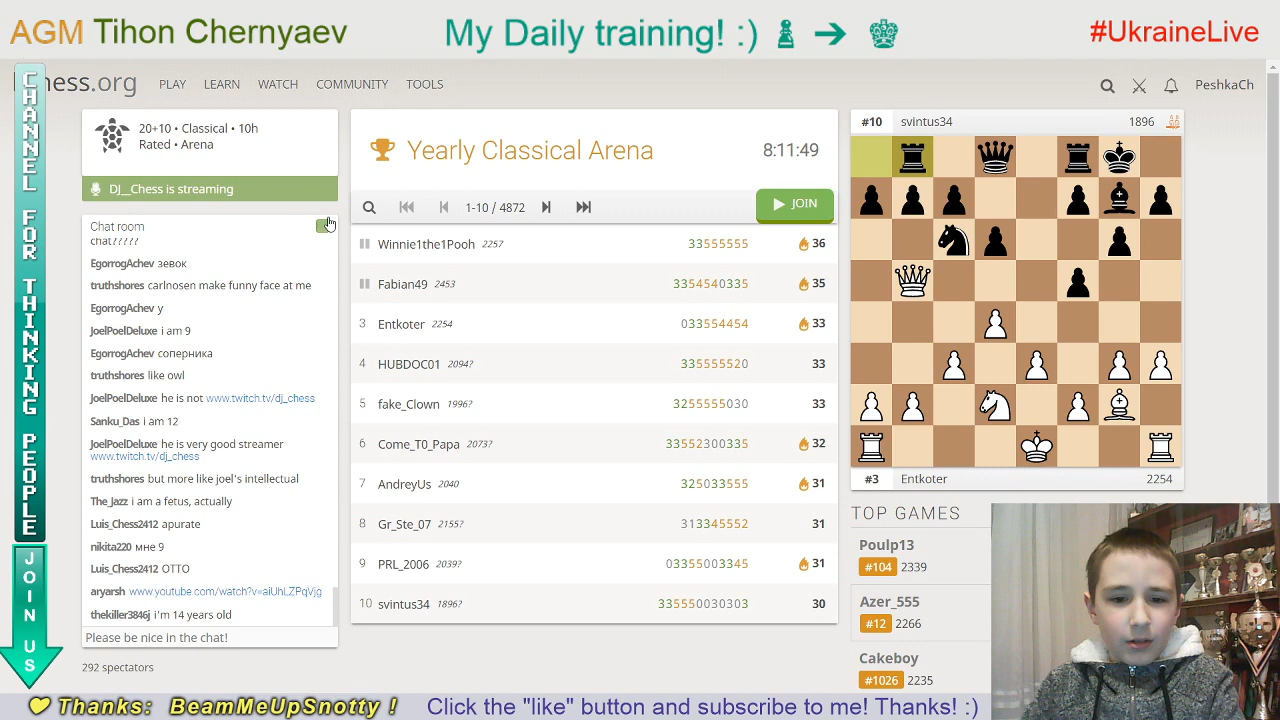 AGM Tihon Chernyaev
My Daily training! :)
#UkraineLive
CHANNEL FOR THINKING PEOPLE
JOIN US
hess.org
PLAY LEARN WATCH COMMUNITY TOOLS
PeshkaCh
20+10 • Classical • 10h
Rated • Arena
DJ__Chess is streaming
Chat room
chat?????
EgorrogAchev зевок
truthshores carlnosen make funny face at me
EgorrogAchev y
JoelPoelDeluxe i am 9
EgorrogAchev соперника
truthshores like owl
JoelPoelDeluxe he is not www.twitch.tv/dj_chess
Sanku_Das i am 12
JoelPoelDeluxe he is very good streamer
www.twitch.tv/dj_chess
truthshores but more like joel's intellectual
The_Jazz i am a fetus, actually
Luis_Chess2412 apurate
nikita220 мне 9
Luis_Chess2412 OTTO
aryarsh www.youtube.com/watch?v=aiUhLZPqVjg
thekiller3846j i'm 14 years old
Please be nice in the chat!
292 spectators
Yearly Classical Arena 8:11:49
1-10 / 4872 JOIN
Winnie1the1Pooh 2257 33555555 36
Fabian49 2453 3354540335 35
3 Entkoter 2254 033554454 33
4 HUBDOC01 2094? 335555520 33
5 fake_Clown 1996? 3255555030 33
6 Come_T0_Papa 2073? 33552300335 32
7 AndreyUs 2040 325033555 31
8 Gr_Ste_07 2155? 313345552 31
9 PRL_2006 2039? 03355003345 31
10 svintus34 1896? 335550030303 30
#10 svintus34 1896
#3 Entkoter 2254
TOP GAMES
Poulp13
#104 2339
Azer_555
#12 2266
Cakeboy
#1026 2235
Thanks: BeamMeUpSnotty !
Click the "like" button and subscribe to me! Thanks! :)